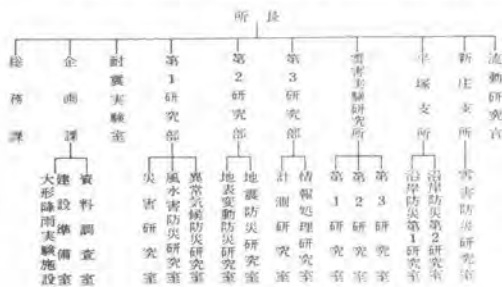 所長
総務課
企画課
耐震実験室
第1研究部
第2研究部
第3研究部
雪害実験研究所
平塚支所
新庄支所
流動研究官
大形降雨実験施設
建設準備室
資料調査室
災害研究室
風水害防災研究室
異常気候防災研究室
地表変動防災研究室
地震防災研究室
計測研究室
情報処理研究室
第1研究室
第2研究室
第3研究室
沿岸防災第1研究室
沿岸防災第2研究室
雪害防災研究室